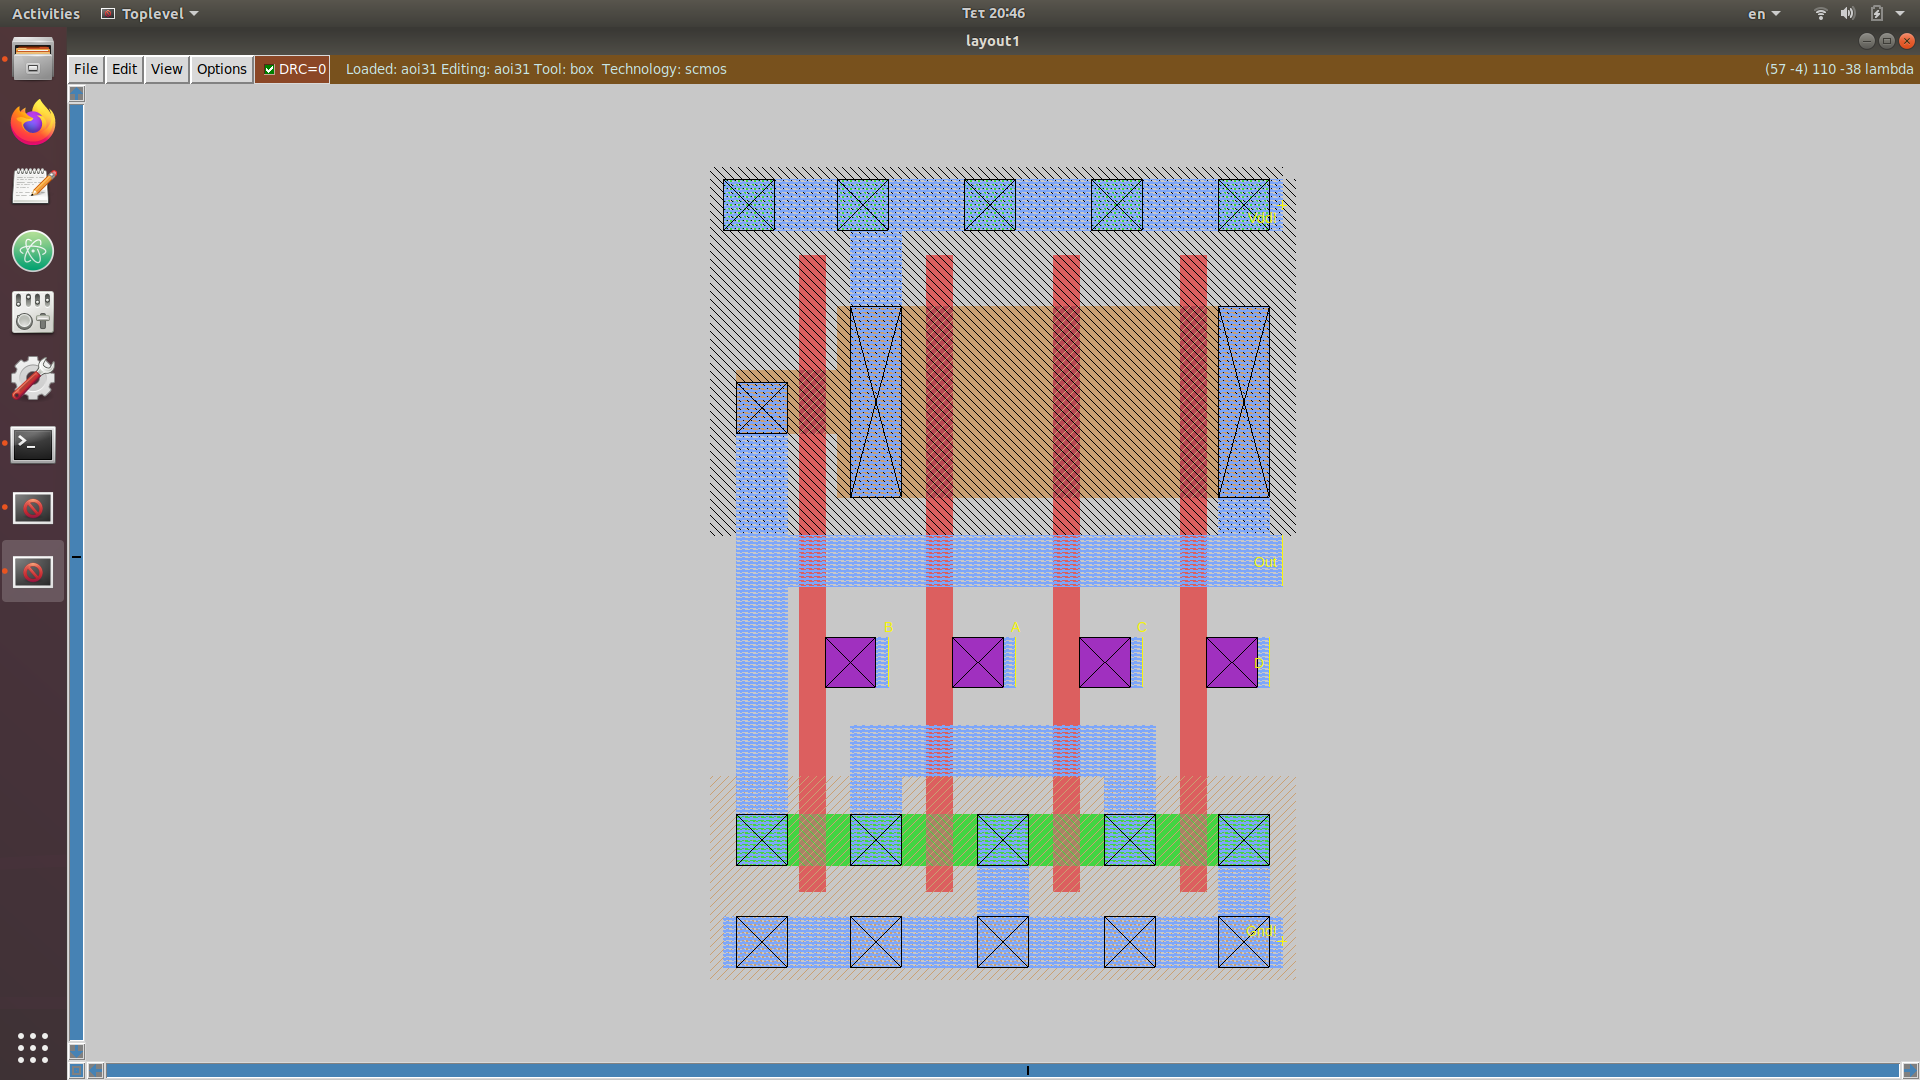 Activities Toplevel Τετ 20:46 en
layout1
File Edit View Options DRC=0 Loaded: aoi31 Editing: aoi31 Tool: box Technology: scmos (57 -4) 110 -38 lambda
Vdd!
Out
B A C
D
Gnd!